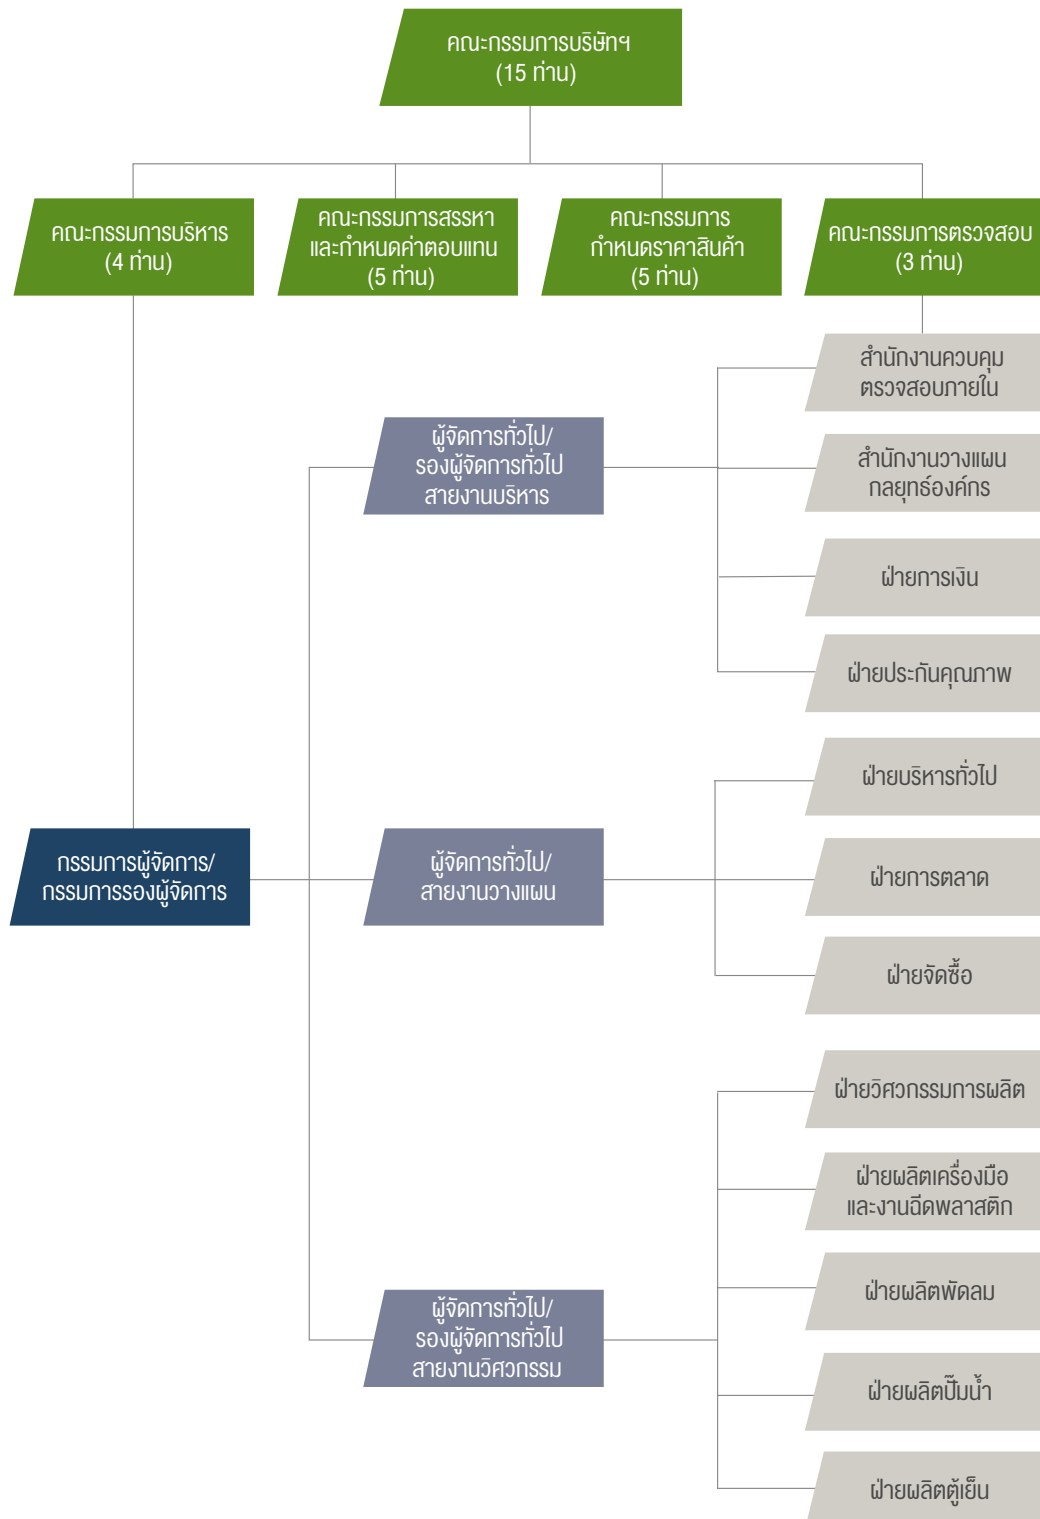 คณะกรรมการบริษัทฯ
(15 ท่าน)
คณะกรรมการบริหาร
(4 ท่าน)
คณะกรรมการสรรหา
และกำหนดค่าตอบแทน
(5 ท่าน)
คณะกรรมการ
กำหนดราคาสินค้า
(5 ท่าน)
คณะกรรมการตรวจสอบ
(3 ท่าน)
สำนักงานควบคุม
ตรวจสอบภายใน
ผู้จัดการทั่วไป/
รองผู้จัดการทั่วไป
สายงานบริหาร
สำนักงานวางแผน
กลยุทธ์องค์กร
ฝ่ายการเงิน
ฝ่ายประกันคุณภาพ
ฝ่ายบริหารทั่วไป
กรรมการผู้จัดการ/
กรรมการรองผู้จัดการ
ผู้จัดการทั่วไป/
สายงานวางแผน
ฝ่ายการตลาด
ฝ่ายจัดซื้อ
ฝ่ายวิศวกรรมการผลิต
ฝ่ายผลิตเครื่องมือ
และงานฉีดพลาสติก
ฝ่ายผลิตพัดลม
ผู้จัดการทั่วไป/
รองผู้จัดการทั่วไป
สายงานวิศวกรรม
ฝ่ายผลิตปั๊มน้ำ
ฝ่ายผลิตตู้เย็น